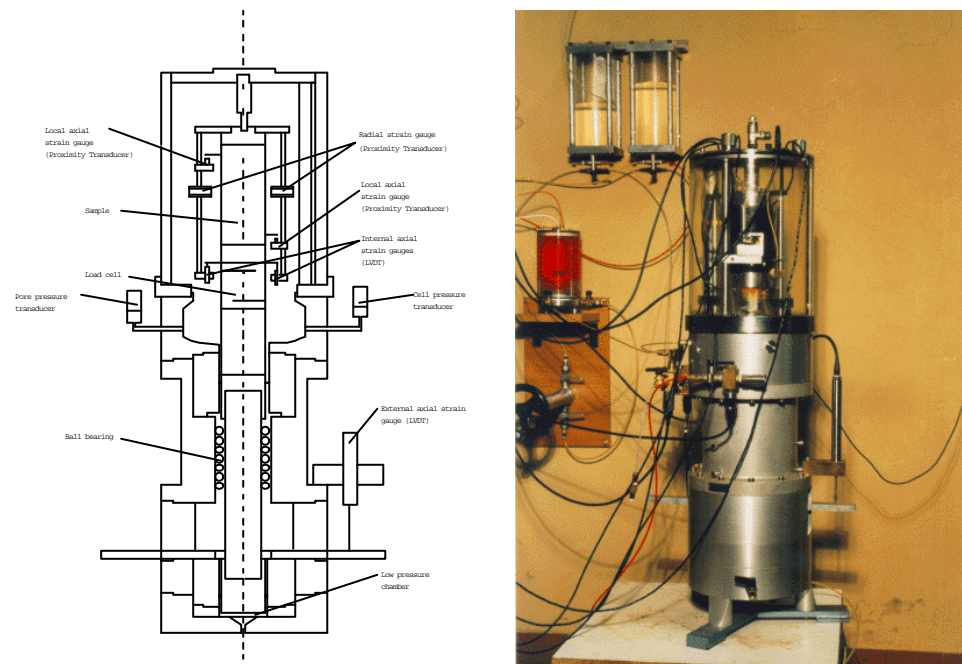 Local axial
strain gauge
(Proximity Transducer)
Radial strain gauge
(Proximity Transducer)
Local axial
strain gauge
(Proximity Transducer)
Sample
Internal axial
strain gauges
(LVDT)
Load cell
Pore pressure
transducer
Cell pressure
transducer
External axial strain
gauge (LVDT)
Ball bearing
Low pressure
chamber